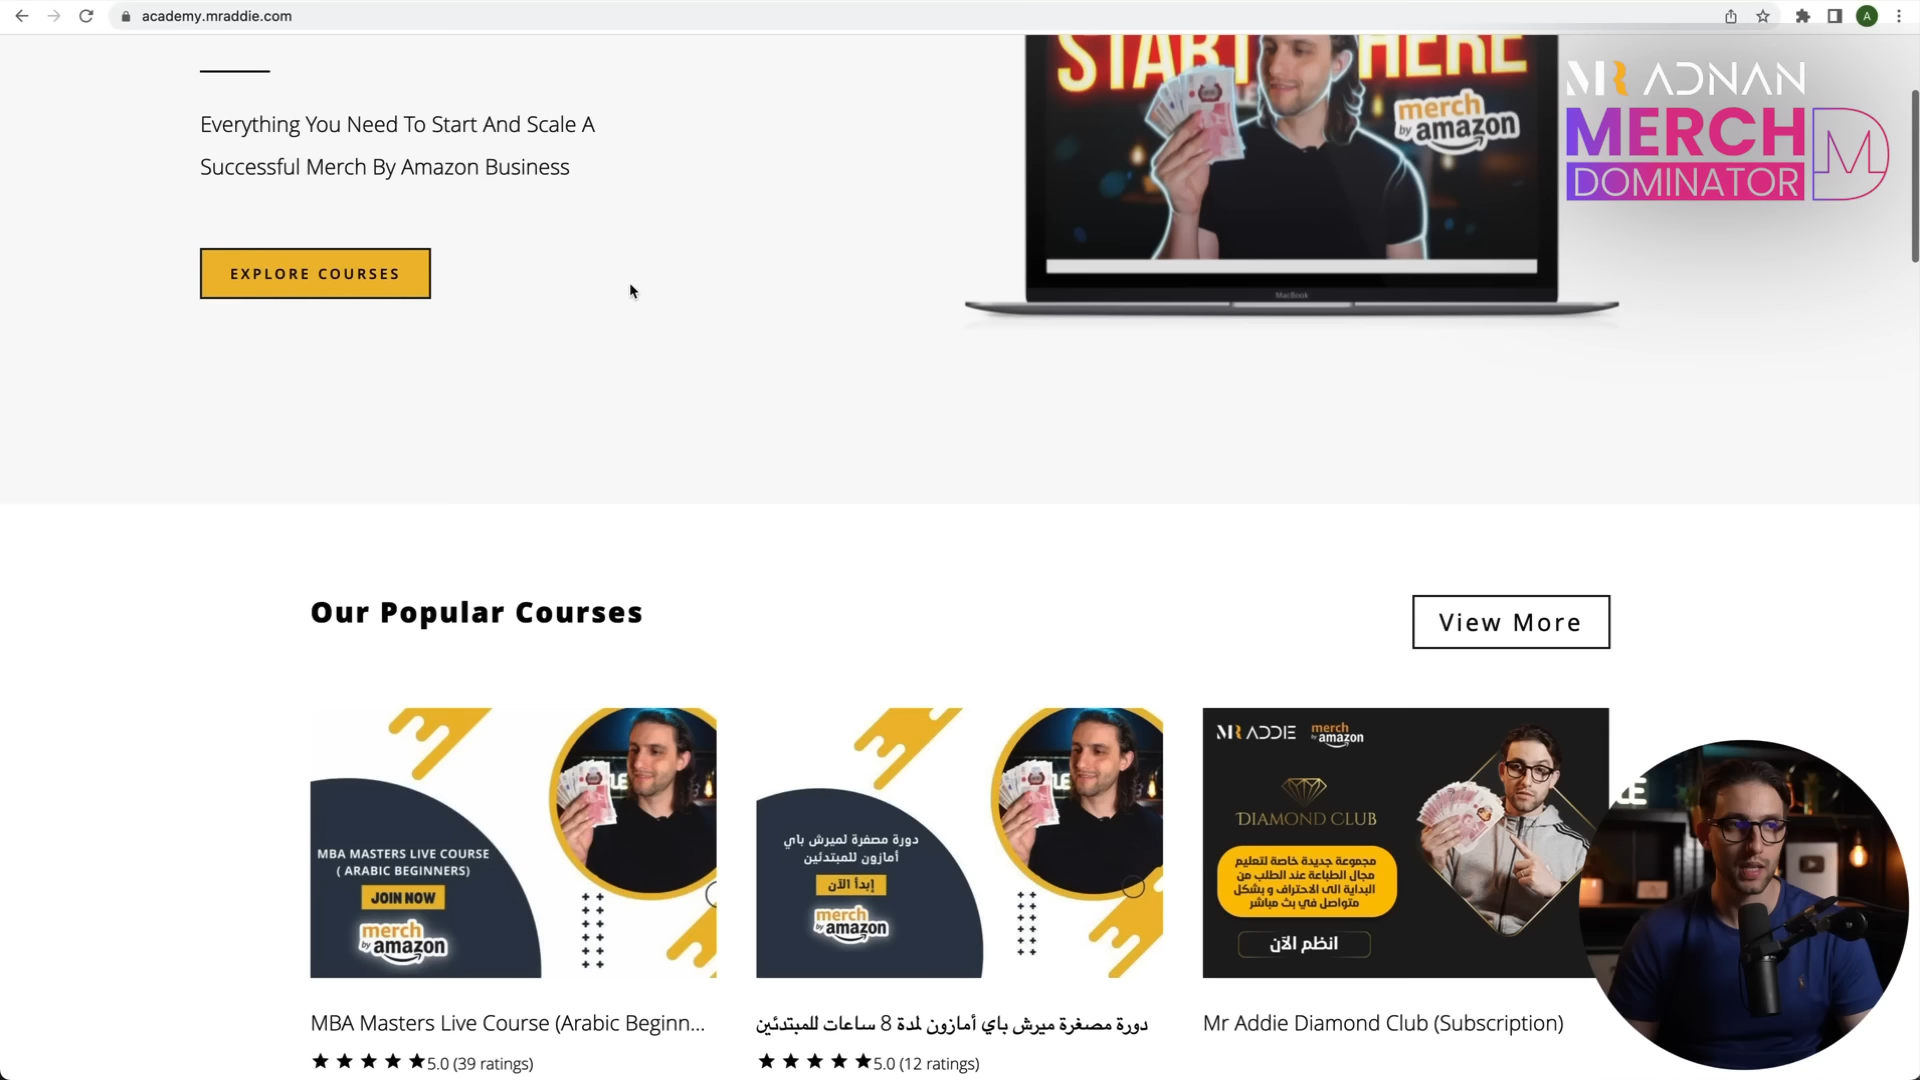 academy.mraddie.com
A
START HERE
merch
by amazon
MR ADNAN
MERCH
DOMINATOR
Everything You Need To Start And Scale A
Successful Merch By Amazon Business
EXPLORE COURSES
MacBook
Our Popular Courses
View More
MBA MASTERS LIVE COURSE
( ARABIC BEGINNERS)
JOIN NOW
merch
by amazon
دورة مصغرة لميرش باي
أمازون للمبتدئين
إبدأ الآن
merch
by amazon
MR ADDIE merch
by amazon
DIAMOND CLUB
مجموعة جديدة خاصة لتعليم
مجال الطباعة عند الطلب من
البداية الى الاحتراف و بشكل
متواصل في بث مباشر
انظم الآن
MBA Masters Live Course (Arabic Beginn...
5.0 (39 ratings)
دورة مصغرة ميرش باي أمازون لمدة 8 ساعات للمبتدئين
5.0 (12 ratings)
Mr Addie Diamond Club (Subscription)